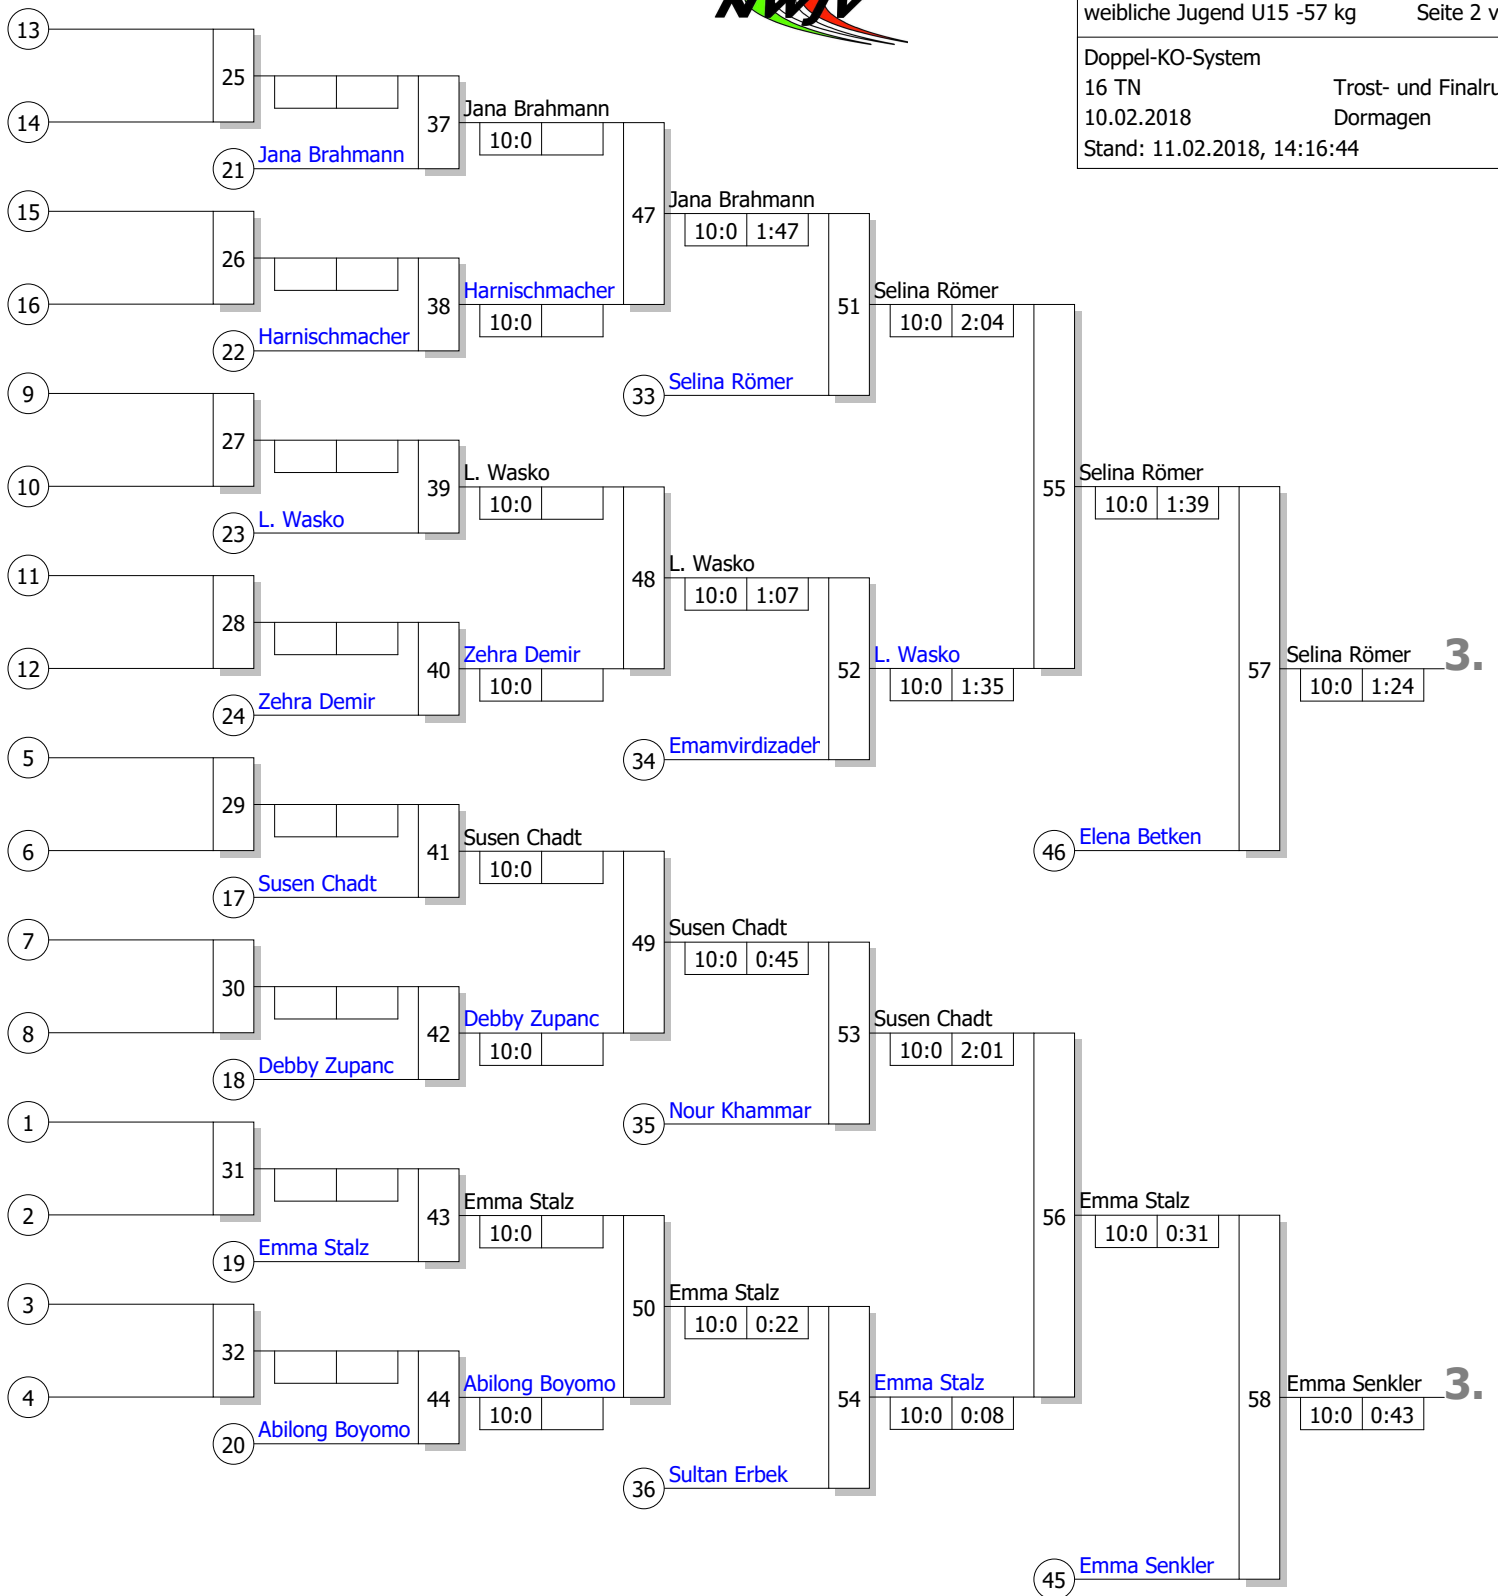 NWJV
weibliche Jugend U15 -57 kg Seite 2 v
Doppel-KO-System
16 TN Trost- und Finalru
10.02.2018 Dormagen
Stand: 11.02.2018, 14:16:44
13
25
14
37
Jana Brahmann
10:0
21
Jana Brahmann
15
47
Jana Brahmann
10:0 1:47
26
16
38
Harnischmacher
10:0
22
Harnischmacher
51
Selina Römer
10:0 2:04
9
33
Selina Römer
27
10
39
L. Wasko
10:0
23
L. Wasko
55
Selina Römer
10:0 1:39
11
48
L. Wasko
10:0 1:07
28
12
40
Zehra Demir
10:0
24
Zehra Demir
52
L. Wasko
10:0 1:35
57
Selina Römer
10:0 1:24
3.
5
34
Emamvirdizadeh
29
6
41
Susen Chadt
10:0
46
Elena Betken
17
Susen Chadt
7
49
Susen Chadt
10:0 0:45
30
8
42
Debby Zupanc
10:0
18
Debby Zupanc
53
Susen Chadt
10:0 2:01
1
35
Nour Khammar
31
2
43
Emma Stalz
10:0
19
Emma Stalz
56
Emma Stalz
10:0 0:31
3
50
Emma Stalz
10:0 0:22
32
4
44
Abilong Boyomo
10:0
20
Abilong Boyomo
54
Emma Stalz
10:0 0:08
58
Emma Senkler
10:0 0:43
3.
36
Sultan Erbek
45
Emma Senkler